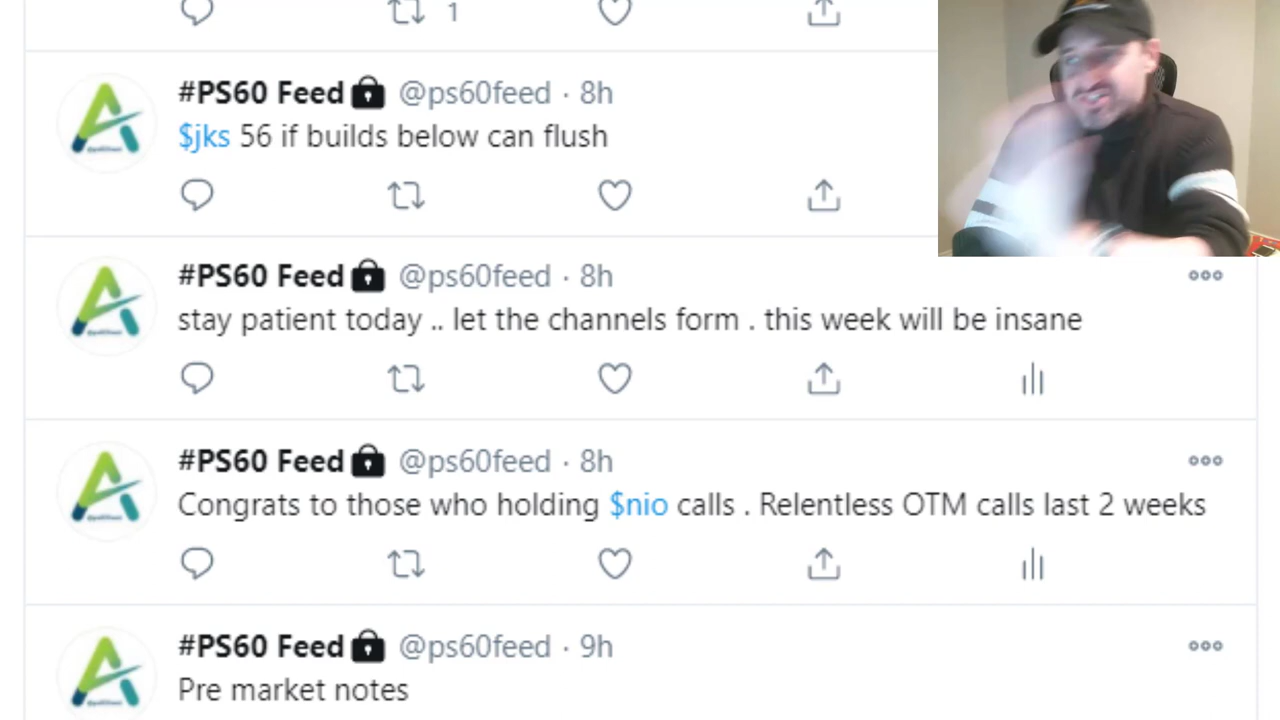 1
#PS60 Feed🔒 @ps60feed · 8h
$jks 56 if builds below can flush
#PS60 Feed🔒 @ps60feed · 8h
stay patient today .. let the channels form . this week will be insane
#PS60 Feed🔒 @ps60feed · 8h
Congrats to those who holding $nio calls . Relentless OTM calls last 2 weeks
#PS60 Feed🔒 @ps60feed · 9h
Pre market notes